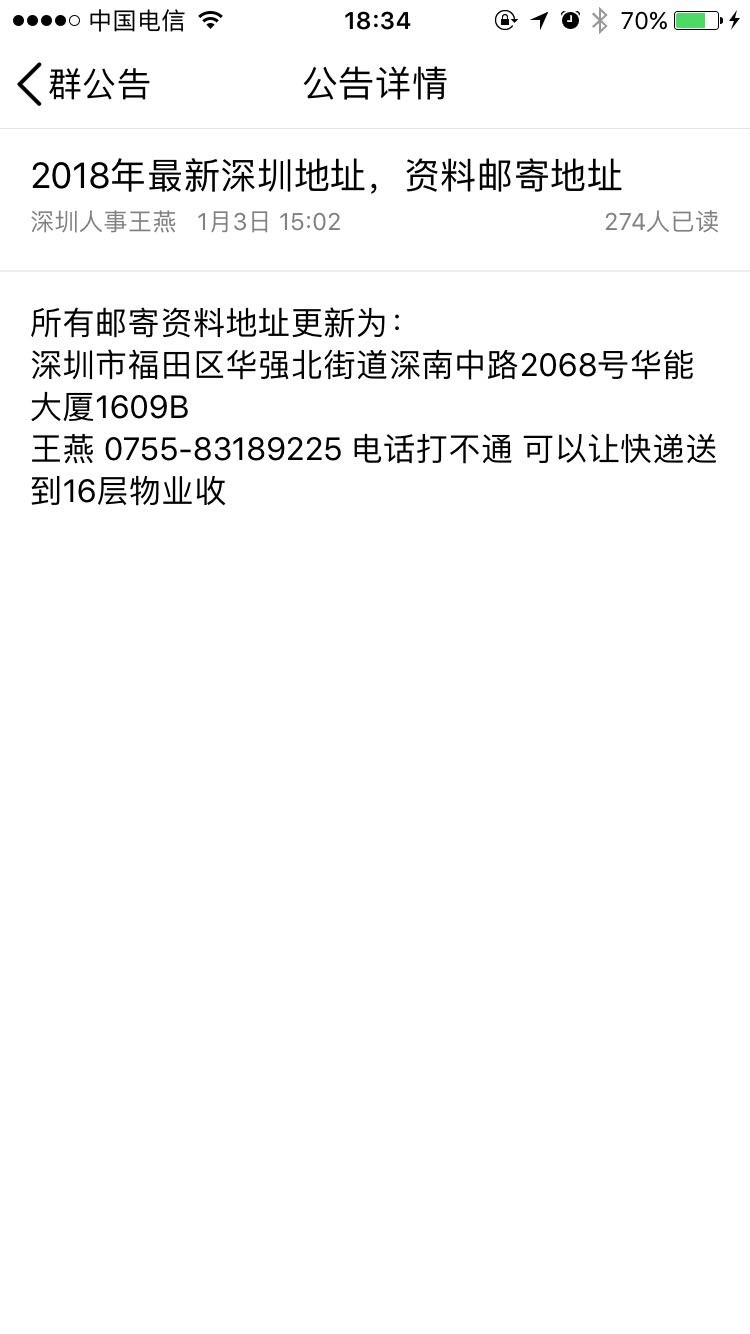 中国电信 18:34 70%
群公告 公告详情
2018年最新深圳地址，资料邮寄地址
深圳人事王燕 1月3日 15:02 274人已读
所有邮寄资料地址更新为：
深圳市福田区华强北街道深南中路2068号华能
大厦1609B
王燕 0755-83189225 电话打不通 可以让快递送
到16层物业收